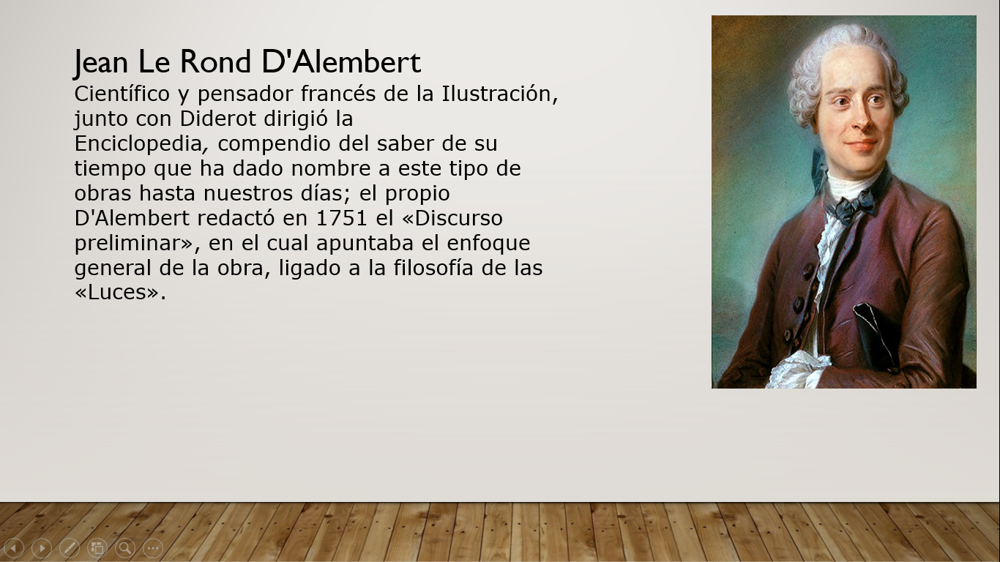 Jean Le Rond D'Alembert
Científico y pensador francés de la Ilustración,
junto con Diderot dirigió la
Enciclopedia, compendio del saber de su
tiempo que ha dado nombre a este tipo de
obras hasta nuestros días; el propio
D'Alembert redactó en 1751 el «Discurso
preliminar», en el cual apuntaba el enfoque
general de la obra, ligado a la filosofía de las
«Luces».